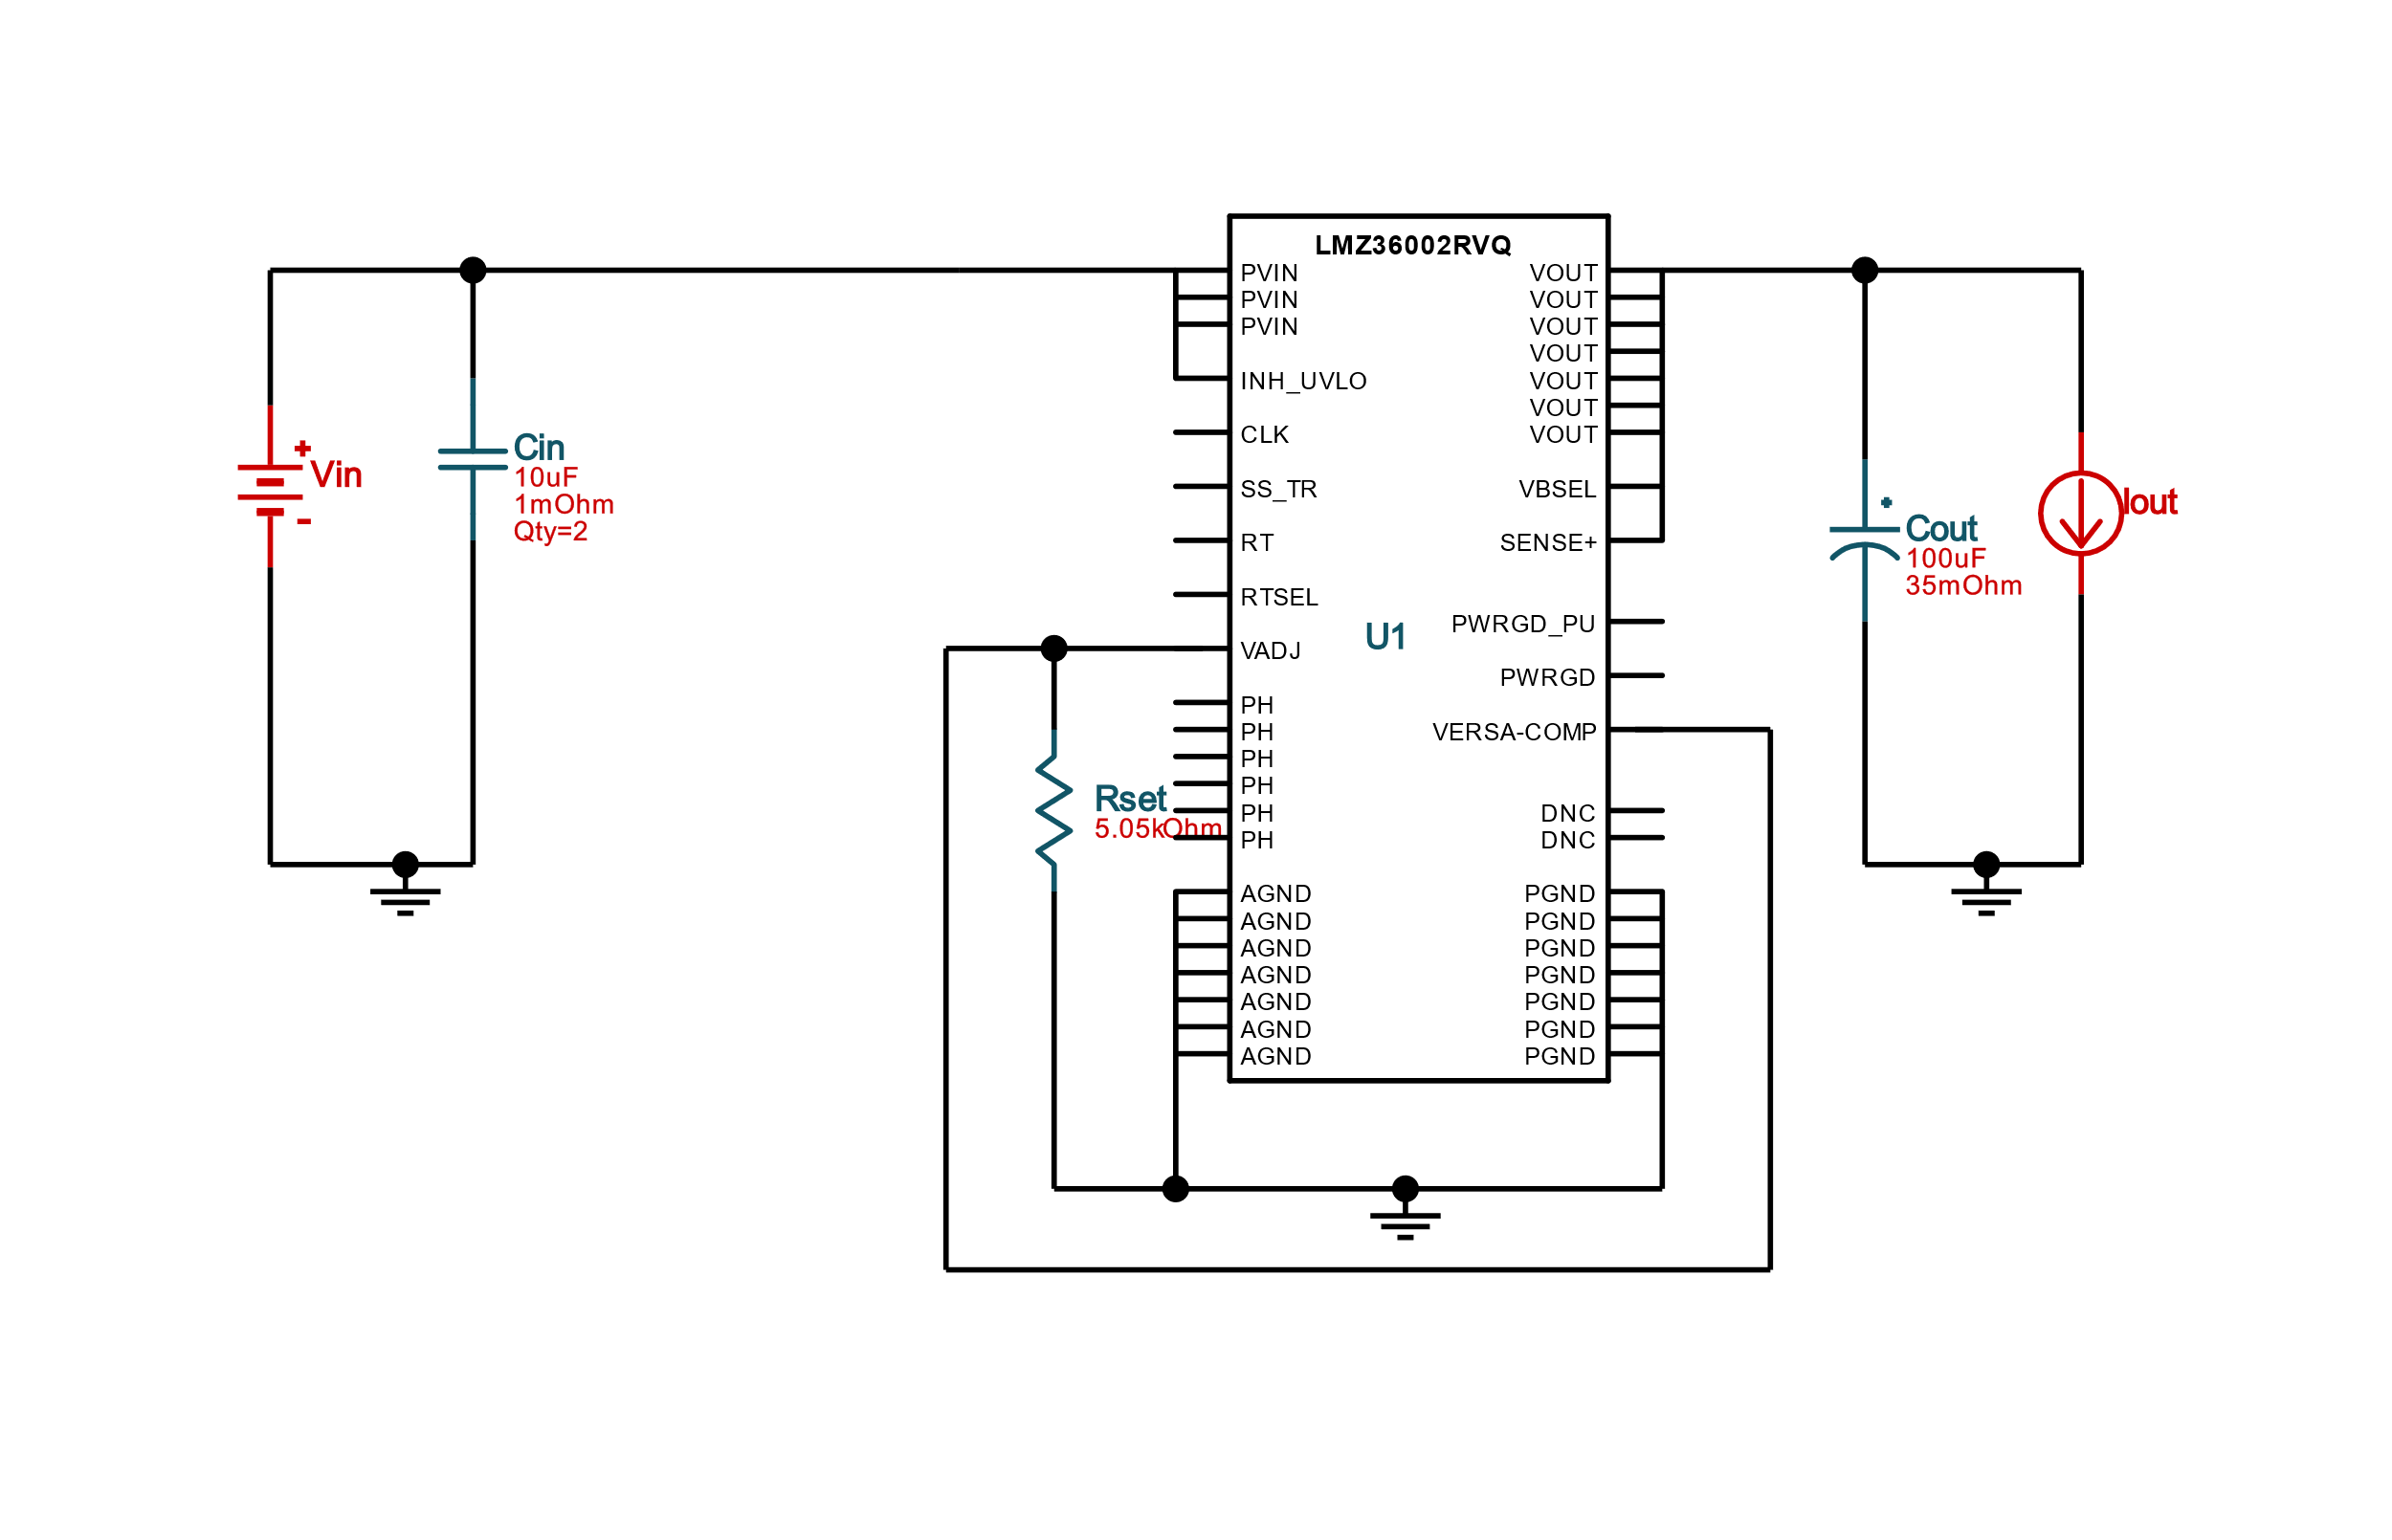 LMZ36002RVQ
PVIN
PVIN
PVIN
INH_UVLO
CLK
SS_TR
RT
RTSEL
VADJ
PH
PH
PH
PH
PH
PH
AGND
AGND
AGND
AGND
AGND
AGND
AGND
U1
VOUT
VOUT
VOUT
VOUT
VOUT
VOUT
VOUT
VBSEL
SENSE+
PWRGD_PU
PWRGD
VERSA-COMP
DNC
DNC
PGND
PGND
PGND
PGND
PGND
PGND
PGND
+
Vin
-
Cin
10uF
1mOhm
Qty=2
Rset
5.05kOhm
+
Cout
100uF
35mOhm
Iout